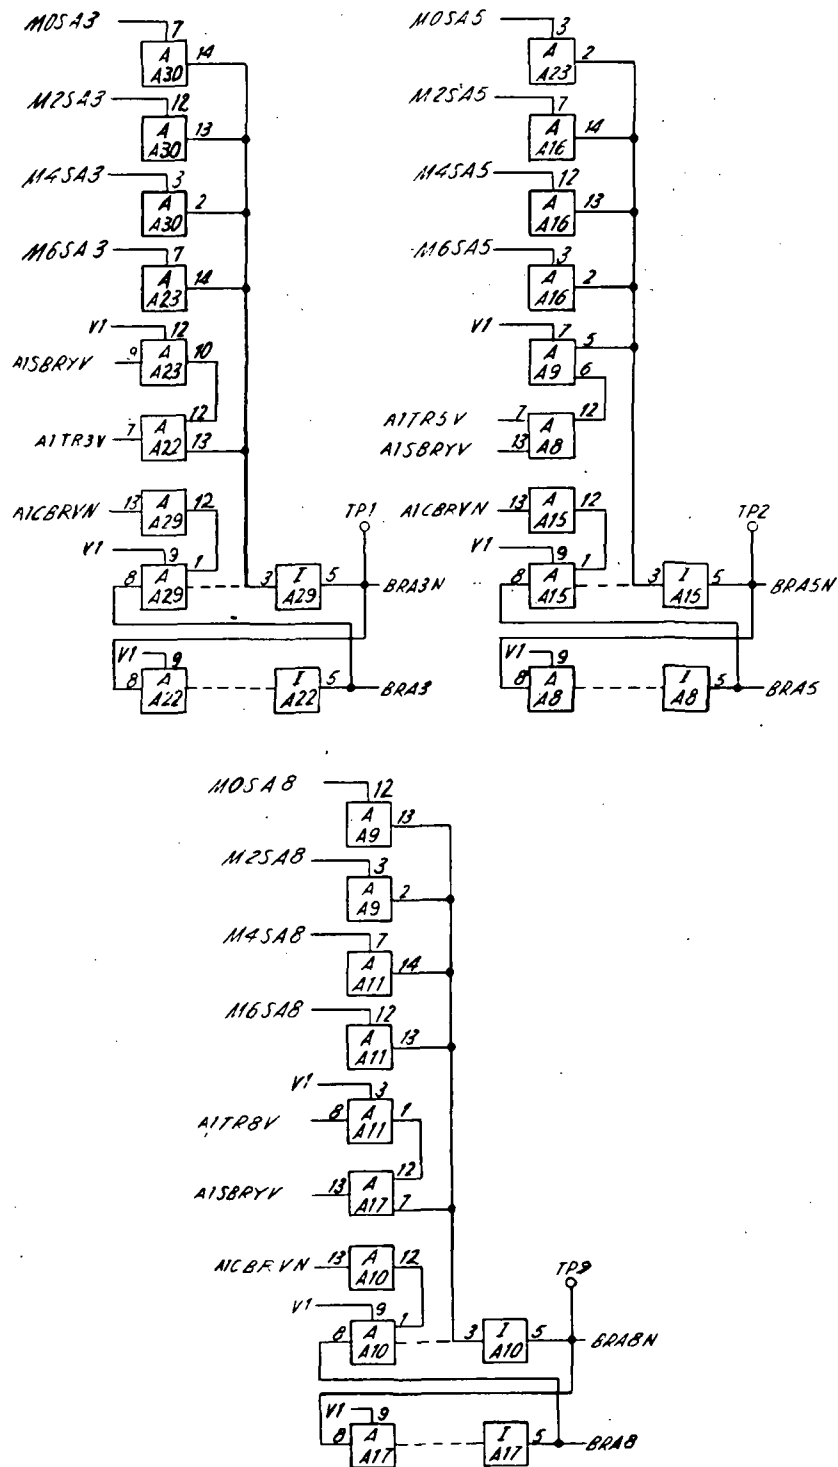 M0SA3
7
A
A30
14
M2SA3
12
A
A30
13
M4SA3
3
A
A30
2
M6SA3
7
A
A23
14
V1
12
A1SBRYV
9
A
A23
10
12
A1TR3V
7
A
A22
13
A1CBRVN
13
A
A29
12
V1
9
8
A
A29
1
3
I
A29
5
TP1
BRA3N
V1
9
8
A
A22
I
A22
5
BRA3
M0SA5
3
A
A23
2
M2SA5
7
A
A16
14
M4SA5
12
A
A16
13
M6SA5
3
A
A16
2
V1
7
A
A9
5
6
A1TR5V
7
A1SBRYV
13
A
A8
12
A1CBRVN
13
A
A15
12
V1
9
8
A
A15
1
3
I
A15
5
TP2
BRA5N
V1
9
8
A
A8
I
A8
5
BRA5
M0SA8
12
A
A9
13
M2SA8
3
A
A9
2
M4SA8
7
A
A11
14
M6SA8
12
A
A11
13
V1
3
A1TR8V
8
A
A11
1
12
A1SBRYV
13
A
A17
7
A1CBRVN
13
A
A10
12
V1
9
8
A
A10
1
3
I
A10
5
TP9
BRA8N
V1
9
8
A
A17
I
A17
5
BRA8